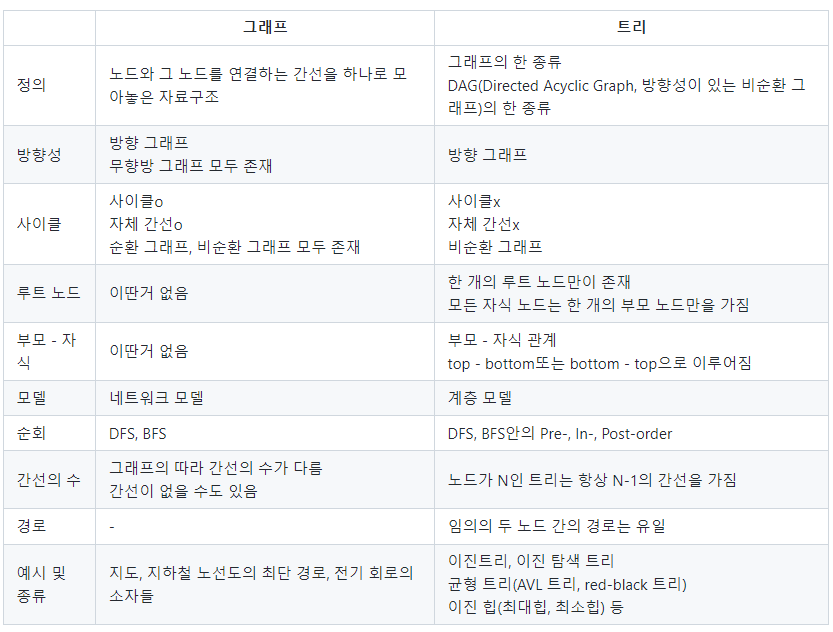 그래프
트리
정의
노드와 그 노드를 연결하는 간선을 하나로 모
아놓은 자료구조
그래프의 한 종류
DAG(Directed Acyclic Graph, 방향성이 있는 비순환 그
래프)의 한 종류
방향성
방향 그래프
무향방 그래프 모두 존재
방향 그래프
사이클
사이클o
자체 간선o
순환 그래프, 비순환 그래프 모두 존재
사이클x
자체 간선x
비순환 그래프
루트 노드
이딴거 없음
한 개의 루트 노드만이 존재
모든 자식 노드는 한 개의 부모 노드만을 가짐
부모 - 자
식
이딴거 없음
부모 - 자식 관계
top - bottom또는 bottom - top으로 이루어짐
모델
네트워크 모델
계층 모델
순회
DFS, BFS
DFS, BFS안의 Pre-, In-, Post-order
간선의 수
그래프의 따라 간선의 수가 다름
간선이 없을 수도 있음
노드가 N인 트리는 항상 N-1의 간선을 가짐
경로
-
임의의 두 노드 간의 경로는 유일
예시 및
종류
지도, 지하철 노선도의 최단 경로, 전기 회로의
소자들
이진트리, 이진 탐색 트리
균형 트리(AVL 트리, red-black 트리)
이진 힙(최대힙, 최소힙) 등